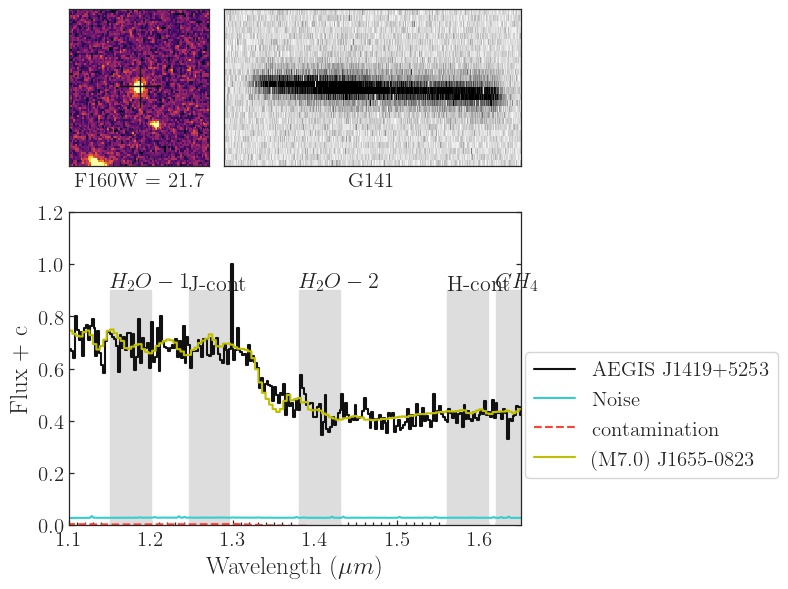 F160W = 21.7
G141
Flux + c
1.2
1.0
0.8
0.6
0.4
0.2
0.0
H₂O − 1
J-cont
H₂O − 2
H-cont
CH₄
AEGIS J1419+5253
Noise
contamination
(M7.0) J1655-0823
1.1 1.2 1.3 1.4 1.5 1.6
Wavelength (μm)